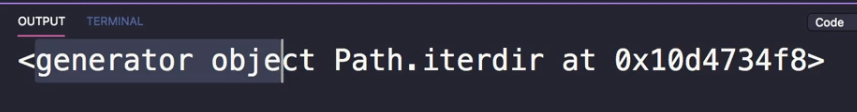 OUTPUT TERMINAL Code
<generator object Path.iterdir at 0x10d4734f8>